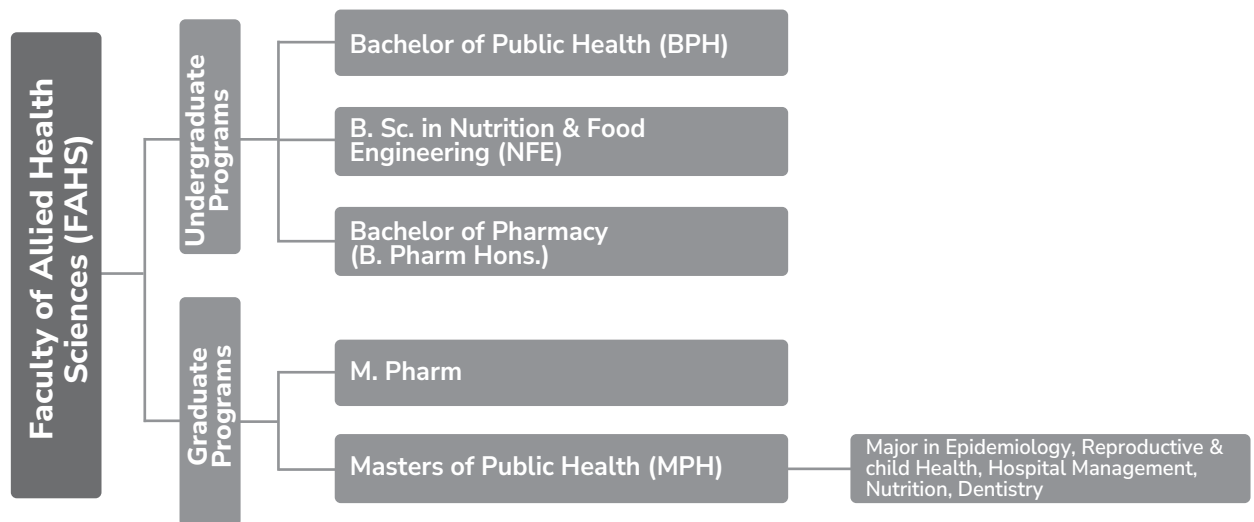 Faculty of Allied Health
Sciences (FAHS)
Undergraduate
Programs
Bachelor of Public Health (BPH)
B. Sc. in Nutrition & Food
Engineering (NFE)
Bachelor of Pharmacy
(B. Pharm Hons.)
Graduate
Programs
M. Pharm
Masters of Public Health (MPH)
Major in Epidemiology, Reproductive &
child Health, Hospital Management,
Nutrition, Dentistry